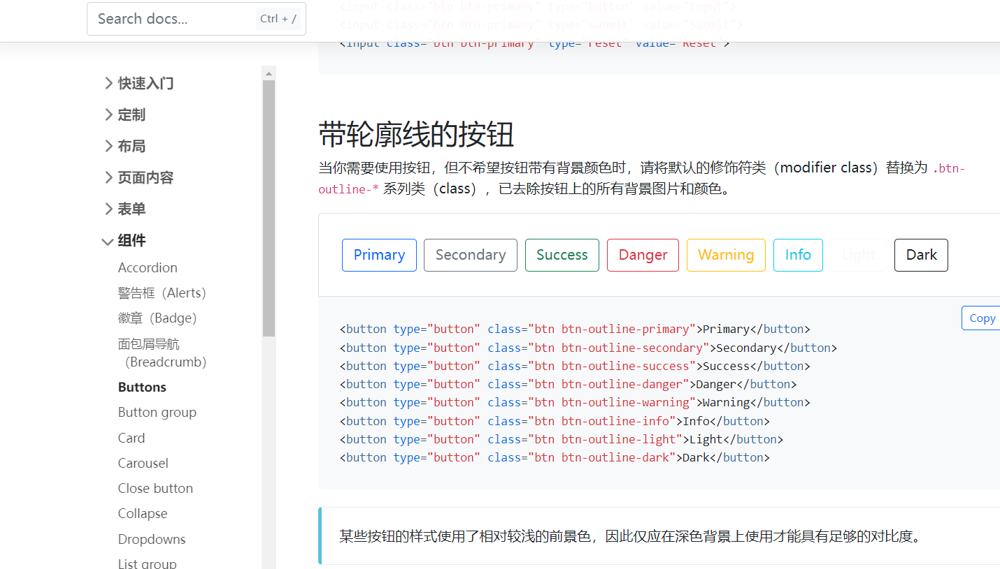 Search docs...
Ctrl + /
<input class="btn btn-primary" type="button" value="Input">
<input class="btn btn-primary" type="submit" value="Submit">
<input class="btn btn-primary" type="reset" value="Reset">
快速入门
定制
布局
页面内容
表单
组件
Accordion
警告框（Alerts）
徽章（Badge）
面包屑导航
（Breadcrumb）
Buttons
Button group
Card
Carousel
Close button
Collapse
Dropdowns
List group
带轮廓线的按钮
当你需要使用按钮，但不希望按钮带有背景颜色时，请将默认的修饰符类（modifier class）替换为 .btn-
outline-* 系列类（class），已去除按钮上的所有背景图片和颜色。
Primary Secondary Success Danger Warning Info Light Dark
Copy
<button type="button" class="btn btn-outline-primary">Primary</button>
<button type="button" class="btn btn-outline-secondary">Secondary</button>
<button type="button" class="btn btn-outline-success">Success</button>
<button type="button" class="btn btn-outline-danger">Danger</button>
<button type="button" class="btn btn-outline-warning">Warning</button>
<button type="button" class="btn btn-outline-info">Info</button>
<button type="button" class="btn btn-outline-light">Light</button>
<button type="button" class="btn btn-outline-dark">Dark</button>
某些按钮的样式使用了相对较浅的前景色，因此仅应在深色背景上使用才能具有足够的对比度。